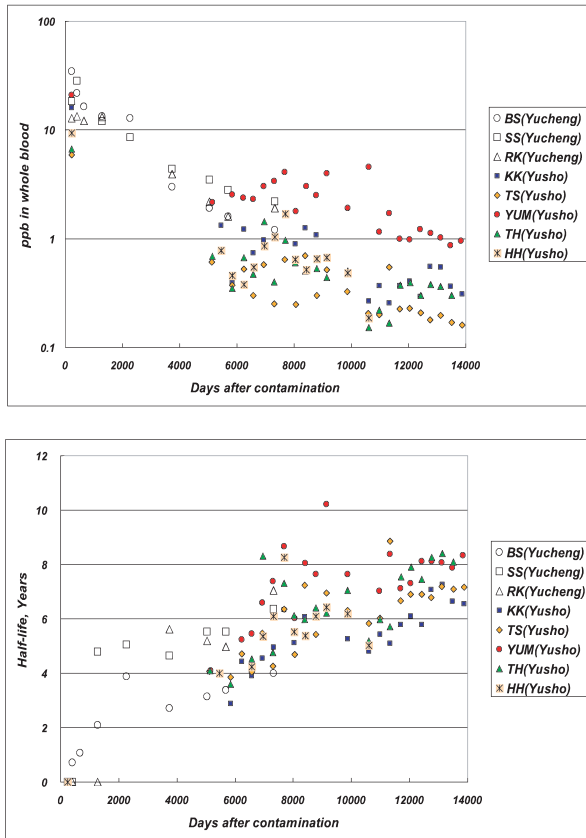 ppb in whole blood
100
10
1
0.1
0 2000 4000 6000 8000 10000 12000 14000
Days after contamination
BS(Yucheng)
SS(Yucheng)
RK(Yucheng)
KK(Yusho)
TS(Yusho)
YUM(Yusho)
TH(Yusho)
HH(Yusho)
Half-life, Years
12
10
8
6
4
2
0
0 2000 4000 6000 8000 10000 12000 14000
Days after contamination
BS(Yucheng)
SS(Yucheng)
RK(Yucheng)
KK(Yusho)
TS(Yusho)
YUM(Yusho)
TH(Yusho)
HH(Yusho)